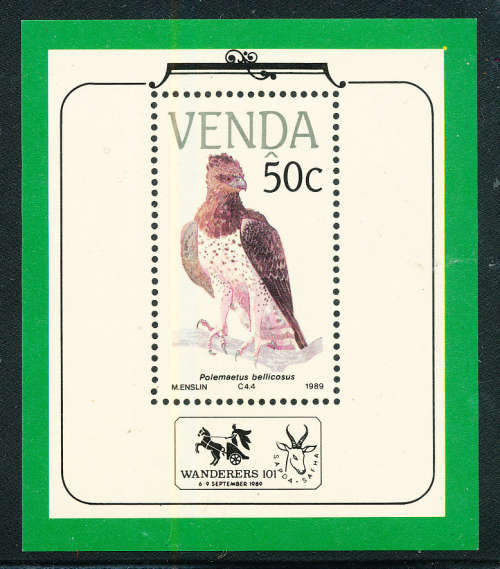 VENDA
50c
Polemaetus bellicosus
M.ENSLIN C4.4 1989
WANDERERS 101
6-9 SEPTEMBER 1989
SAPDA - SAFHA